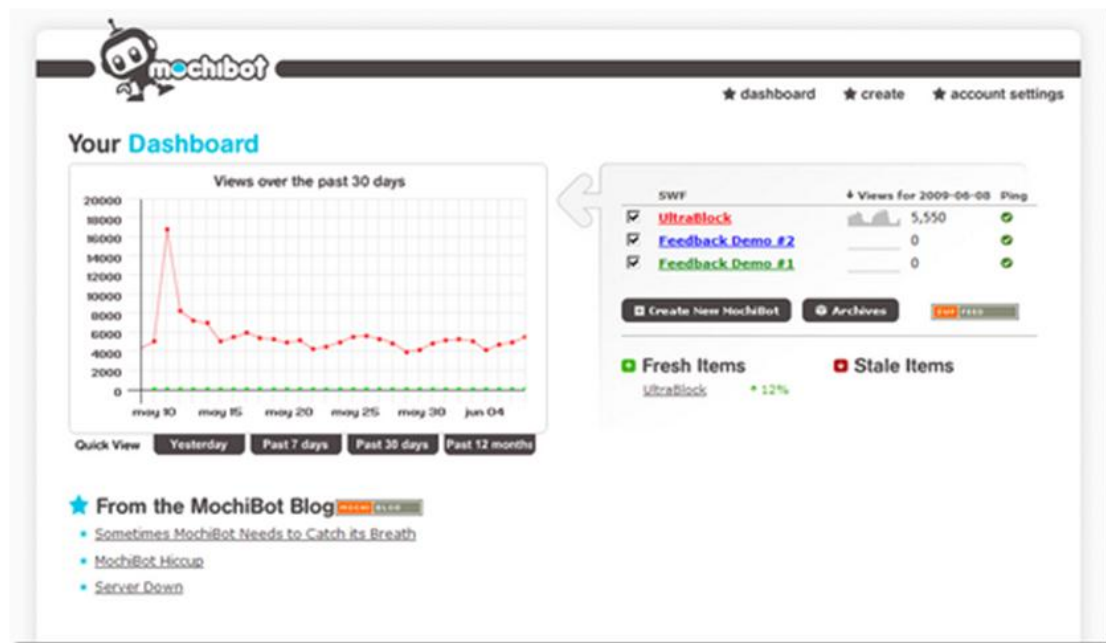 mochibot
dashboard create account settings
Your Dashboard
Views over the past 30 days
20000
18000
16000
14000
12000
10000
8000
6000
4000
2000
0
may 10 may 15 may 20 may 25 may 30 jun 04
Quick View Yesterday Past 7 days Past 30 days Past 12 months
SWF Views for 2009-06-08 Ping
UltraBlock 5,550
Feedback Demo #2 0
Feedback Demo #1 0
Create New MochiBot Archives SWF FEED
Fresh Items Stale Items
UltraBlock 12%
From the MochiBot Blog MOCHI BLOG
Sometimes MochiBot Needs to Catch its Breath
MochiBot Hiccup
Server Down